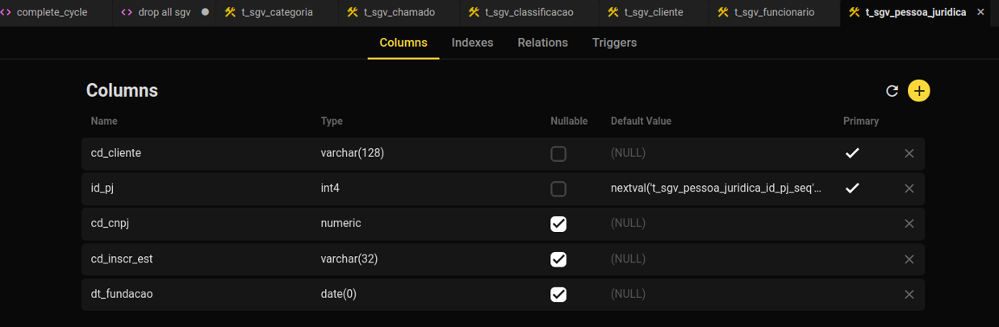 complete_cycle drop all sgv t_sgv_categoria t_sgv_chamado t_sgv_classificacao t_sgv_cliente t_sgv_funcionario t_sgv_pessoa_juridica
Columns Indexes Relations Triggers
Columns
Name Type Nullable Default Value Primary
cd_cliente varchar(128) (NULL)
id_pj int4 nextval('t_sgv_pessoa_juridica_id_pj_seq'...
cd_cnpj numeric (NULL)
cd_inscr_est varchar(32) (NULL)
dt_fundacao date(0) (NULL)